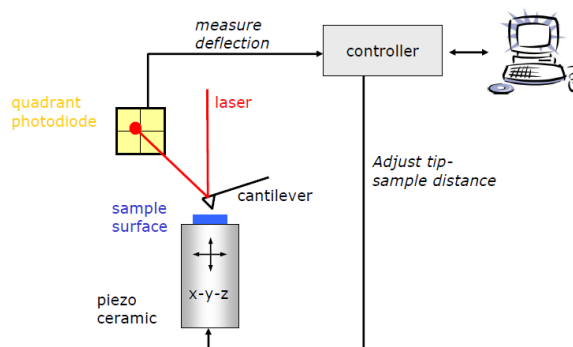 measure
deflection
controller
quadrant
photodiode
laser
Adjust tip-
sample distance
cantilever
sample
surface
x-y-z
piezo
ceramic